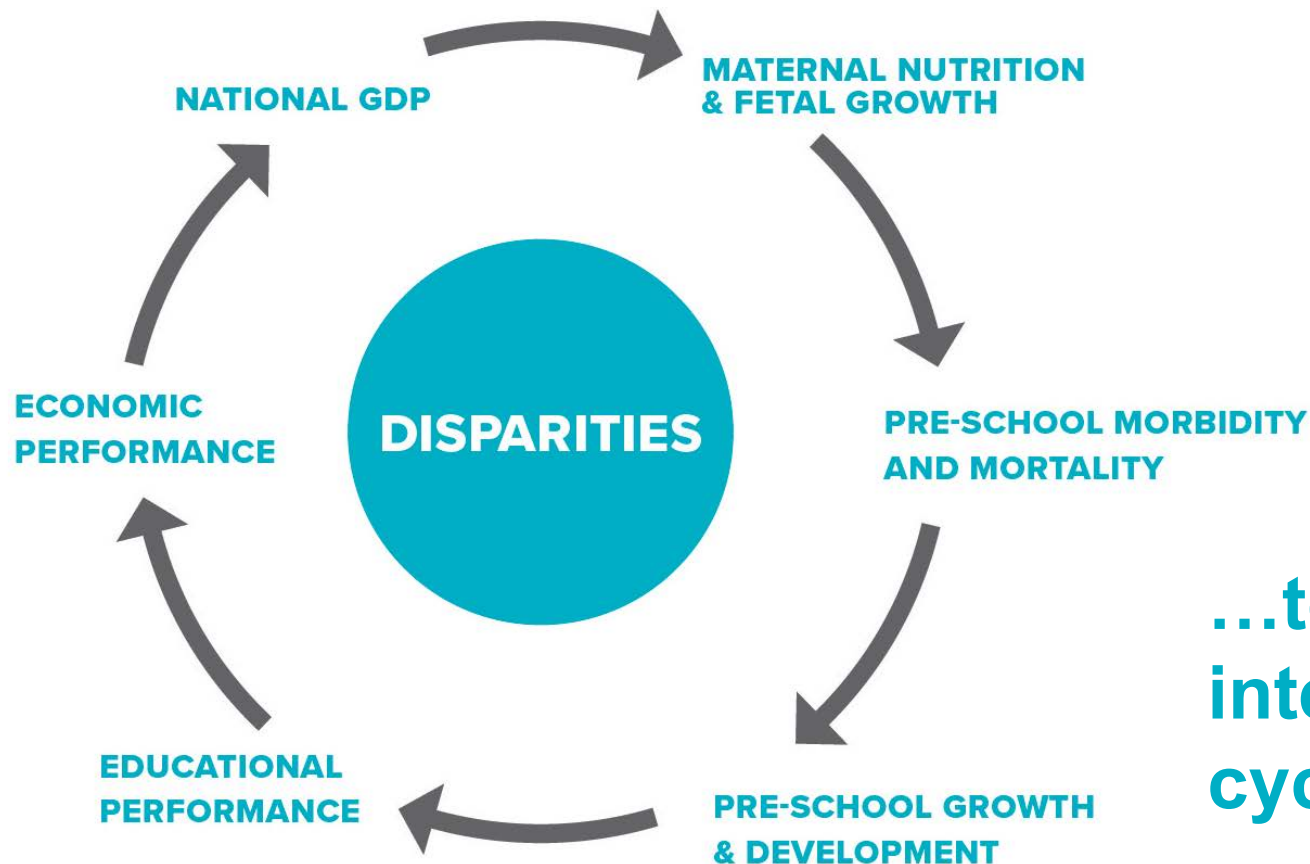 NATIONAL GDP
MATERNAL NUTRITION
& FETAL GROWTH
PRE-SCHOOL MORBIDITY
AND MORTALITY
PRE-SCHOOL GROWTH
& DEVELOPMENT
EDUCATIONAL
PERFORMANCE
ECONOMIC
PERFORMANCE
DISPARITIES